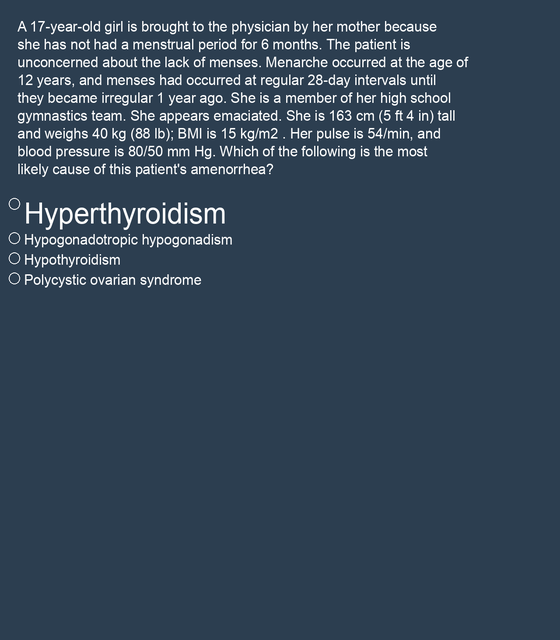 A 17-year-old girl is brought to the physician by her mother because
she has not had a menstrual period for 6 months. The patient is
unconcerned about the lack of menses. Menarche occurred at the age of
12 years, and menses had occurred at regular 28-day intervals until
they became irregular 1 year ago. She is a member of her high school
gymnastics team. She appears emaciated. She is 163 cm (5 ft 4 in) tall
and weighs 40 kg (88 lb); BMI is 15 kg/m2 . Her pulse is 54/min, and
blood pressure is 80/50 mm Hg. Which of the following is the most
likely cause of this patient's amenorrhea?
Hyperthyroidism
Hypogonadotropic hypogonadism
Hypothyroidism
Polycystic ovarian syndrome